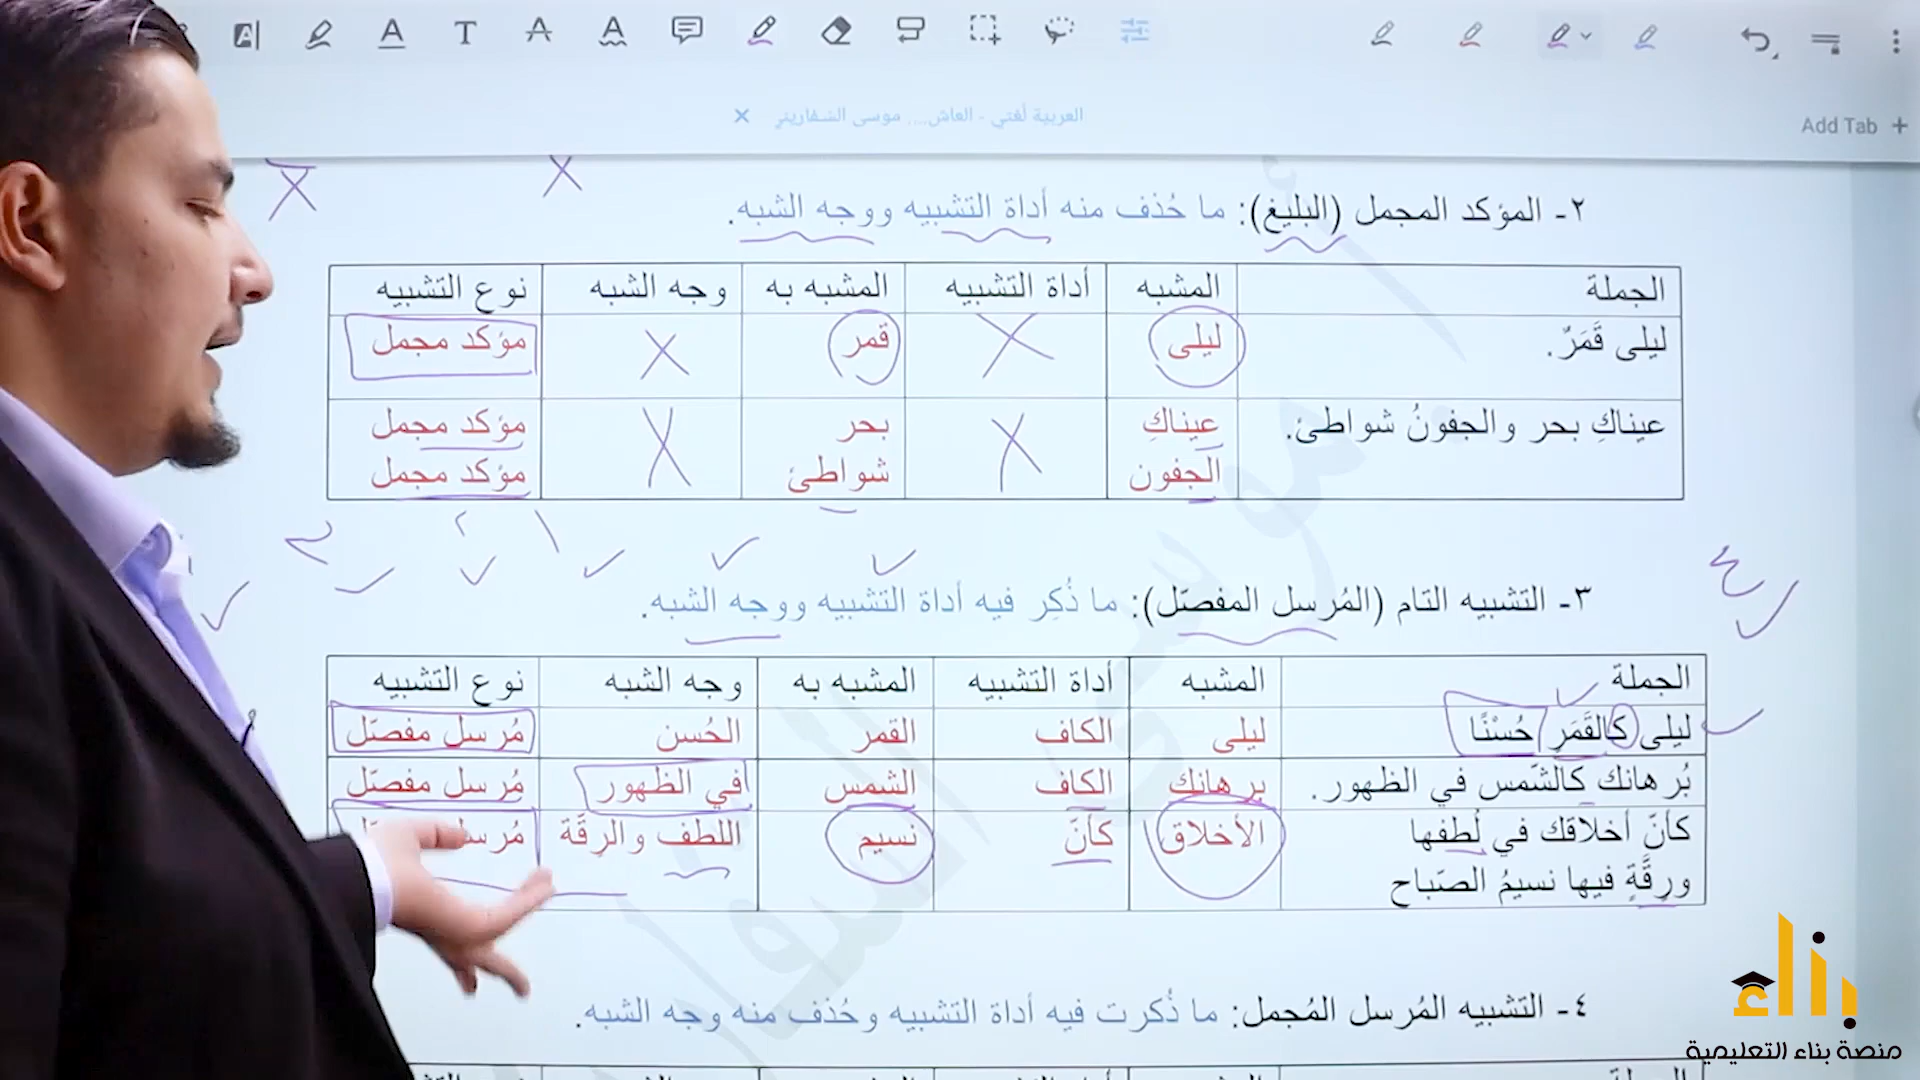 العربية لغتي - العاش.... موسى السفاريني
Add Tab +
٢- المؤكد المجمل (البليغ): ما حُذف منه أداة التشبيه ووجه الشبه.
الجملة المشبه أداة التشبيه المشبه به وجه الشبه نوع التشبيه
ليلى قَمَرٌ. ليلى قمر مؤكد مجمل
عيناكِ بحر والجفونُ شواطئ. عيناكِ بحر مؤكد مجمل
الجفون شواطئ مؤكد مجمل
٣- التشبيه التام (المُرسل المفصّل): ما ذُكِر فيه أداة التشبيه ووجه الشبه.
الجملة المشبه أداة التشبيه المشبه به وجه الشبه نوع التشبيه
ليلى كالقَمَرِ حُسْنًا ليلى الكاف القمر الحُسن مُرسل مفصّل
بُرهانك كالشّمس في الظهور. برهانك الكاف الشمس في الظهور مُرسل مفصّل
كأنّ أخلاقك في لُطفها الأخلاق كأنّ نسيم اللطف والرِقَّة
ورِقَّةٍ فيها نسيمُ الصّباح
٤- التشبيه المُرسل المُجمل: ما ذُكرت فيه أداة التشبيه وحُذف منه وجه الشبه.
بناء
منصة بناء التعليمية